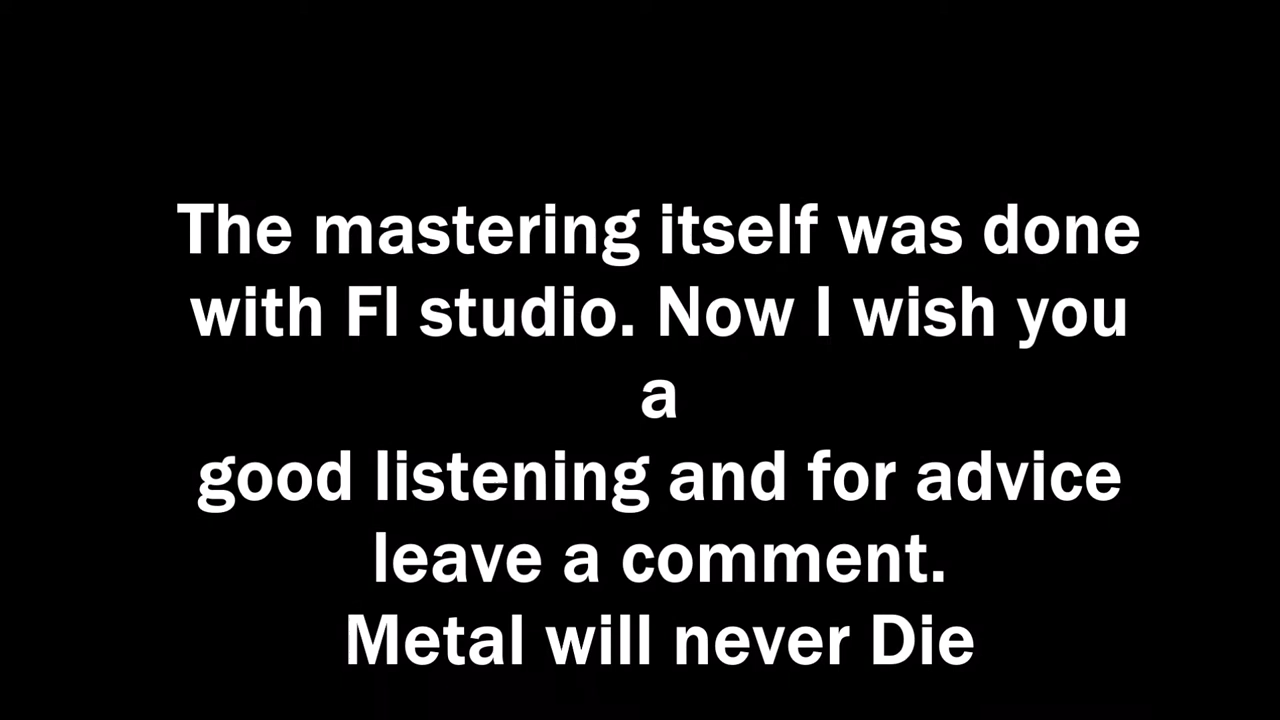 The mastering itself was done
with Fl studio. Now I wish you
a
good listening and for advice
leave a comment.
Metal will never Die